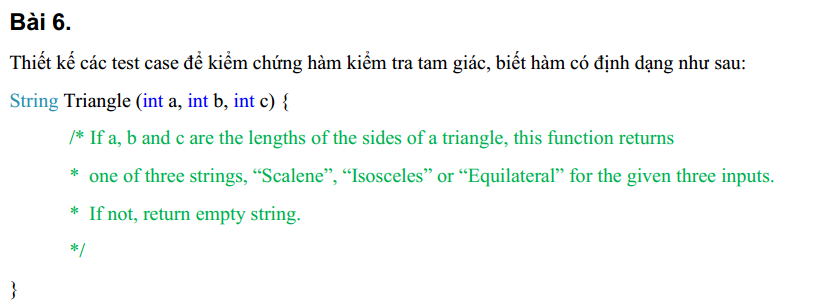 Bài 6.
Thiết kế các test case để kiểm chứng hàm kiểm tra tam giác, biết hàm có định dạng như sau:
String Triangle (int a, int b, int c) {
/* If a, b and c are the lengths of the sides of a triangle, this function returns
* one of three strings, “Scalene”, “Isosceles” or “Equilateral” for the given three inputs.
* If not, return empty string.
*/
}